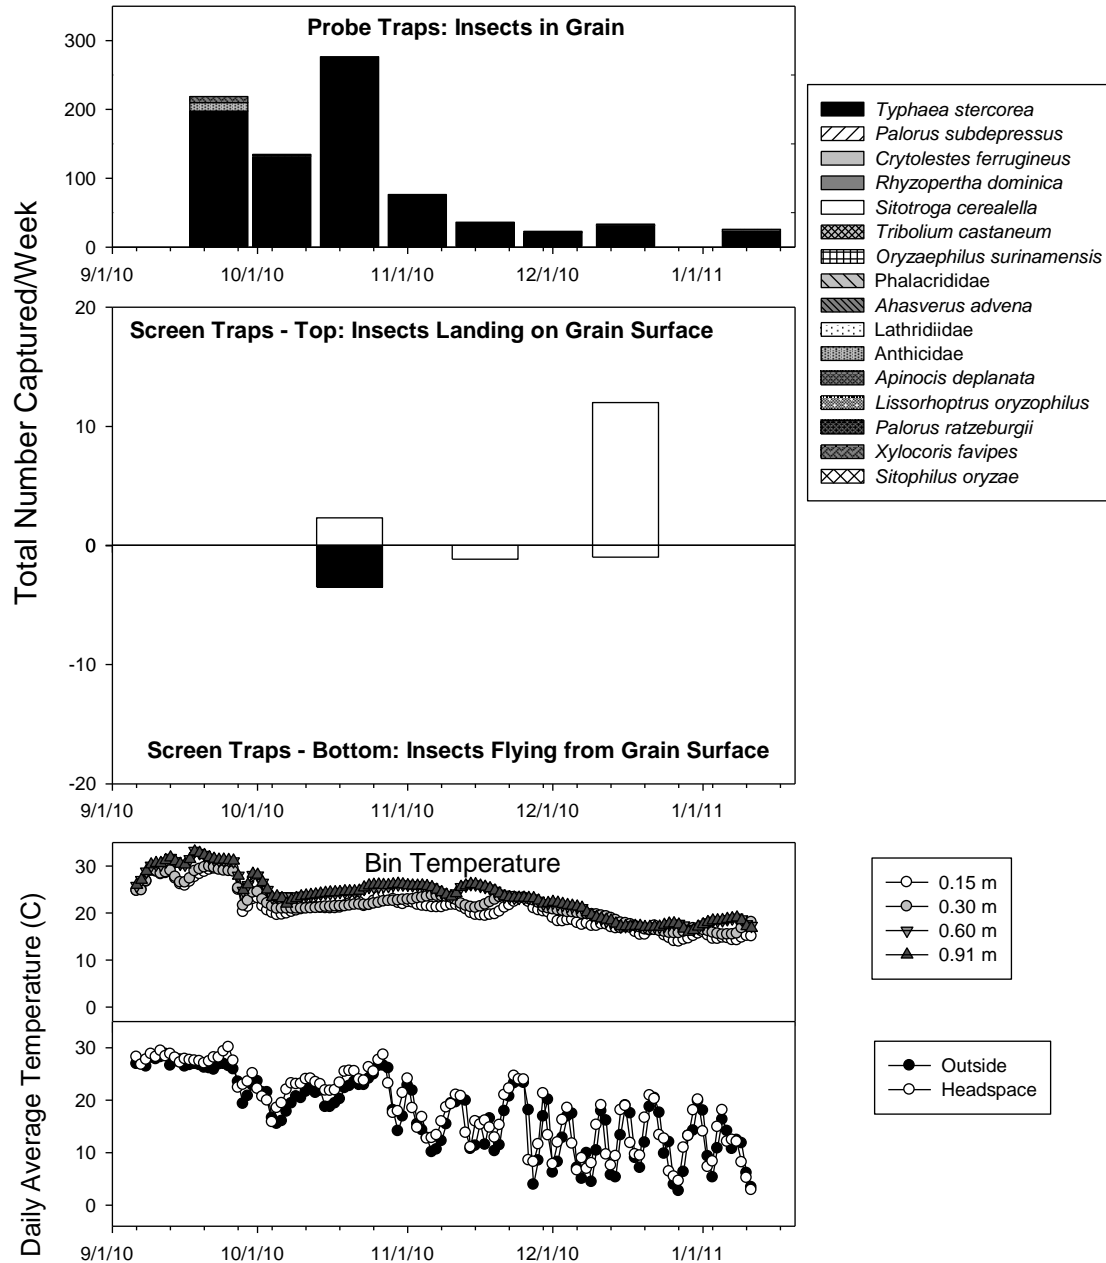 Probe Traps: Insects in Grain
300
200
100
0
9/1/10 10/1/10 11/1/10 12/1/10 1/1/11
Total Number Captured/Week
20
Screen Traps - Top: Insects Landing on Grain Surface
10
0
-10
Screen Traps - Bottom: Insects Flying from Grain Surface
-20
9/1/10 10/1/10 11/1/10 12/1/10 1/1/11
Typhaea stercorea
Palorus subdepressus
Crytolestes ferrugineus
Rhyzopertha dominica
Sitotroga cerealella
Tribolium castaneum
Oryzaephilus surinamensis
Phalacrididae
Ahasverus advena
Lathridiidae
Anthicidae
Apinocis deplanata
Lissorhoptrus oryzophilus
Palorus ratzeburgii
Xylocoris favipes
Sitophilus oryzae
Daily Average Temperature (C)
Bin Temperature
30
20
10
0
0.15 m
0.30 m
0.60 m
0.91 m
30
20
10
0
9/1/10 10/1/10 11/1/10 12/1/10 1/1/11
Outside
Headspace